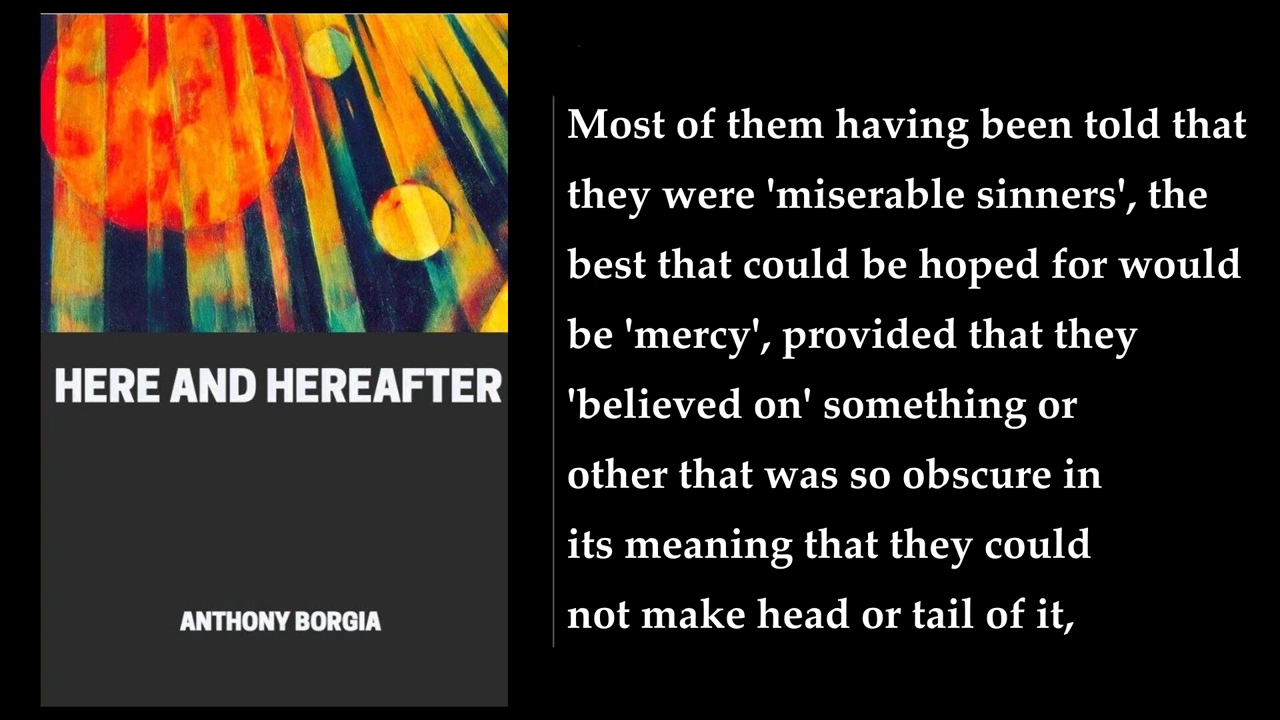 HERE AND HEREAFTER
ANTHONY BORGIA
Most of them having been told that
they were 'miserable sinners', the
best that could be hoped for would
be 'mercy', provided that they
'believed on' something or
other that was so obscure in
its meaning that they could
not make head or tail of it,